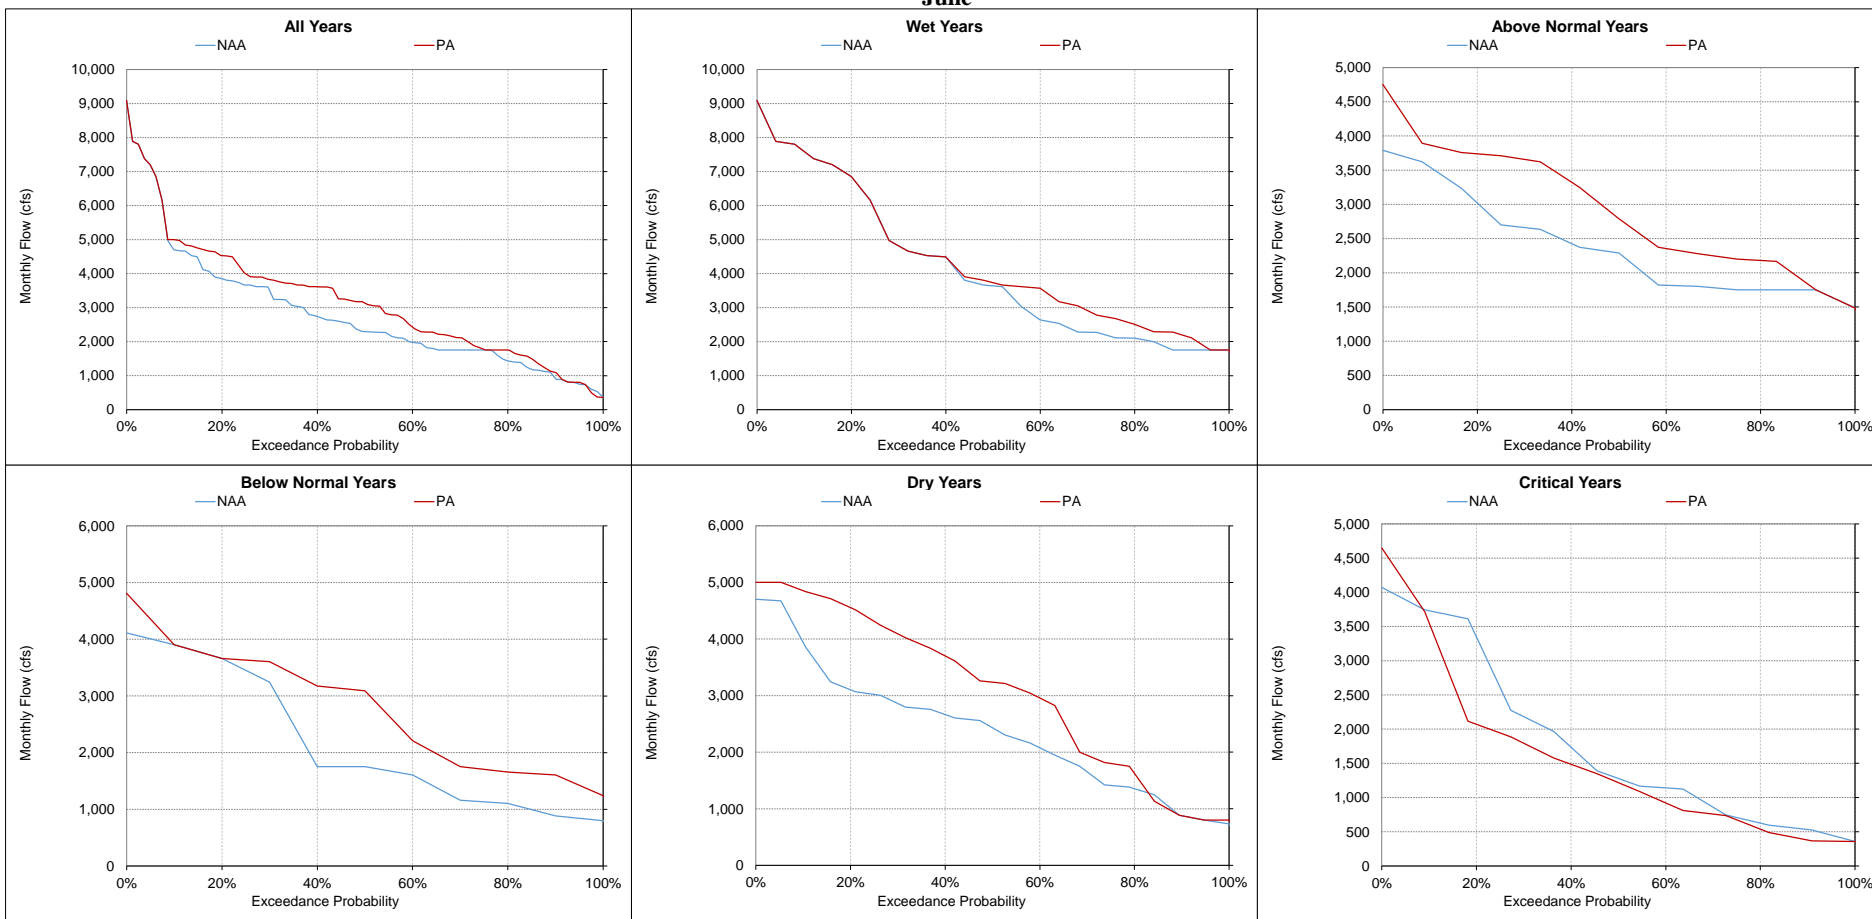 June
All Years
NAA PA
10,000
9,000
8,000
7,000
6,000
5,000
4,000
3,000
2,000
1,000
0
Monthly Flow (cfs)
0% 20% 40% 60% 80% 100%
Exceedance Probability
Wet Years
NAA PA
10,000
9,000
8,000
7,000
6,000
5,000
4,000
3,000
2,000
1,000
0
Monthly Flow (cfs)
0% 20% 40% 60% 80% 100%
Exceedance Probability
Above Normal Years
NAA PA
5,000
4,500
4,000
3,500
3,000
2,500
2,000
1,500
1,000
500
0
Monthly Flow (cfs)
0% 20% 40% 60% 80% 100%
Exceedance Probability
Below Normal Years
NAA PA
6,000
5,000
4,000
3,000
2,000
1,000
0
Monthly Flow (cfs)
0% 20% 40% 60% 80% 100%
Exceedance Probability
Dry Years
NAA PA
6,000
5,000
4,000
3,000
2,000
1,000
0
Monthly Flow (cfs)
0% 20% 40% 60% 80% 100%
Exceedance Probability
Critical Years
NAA PA
5,000
4,500
4,000
3,500
3,000
2,500
2,000
1,500
1,000
500
0
Monthly Flow (cfs)
0% 20% 40% 60% 80% 100%
Exceedance Probability